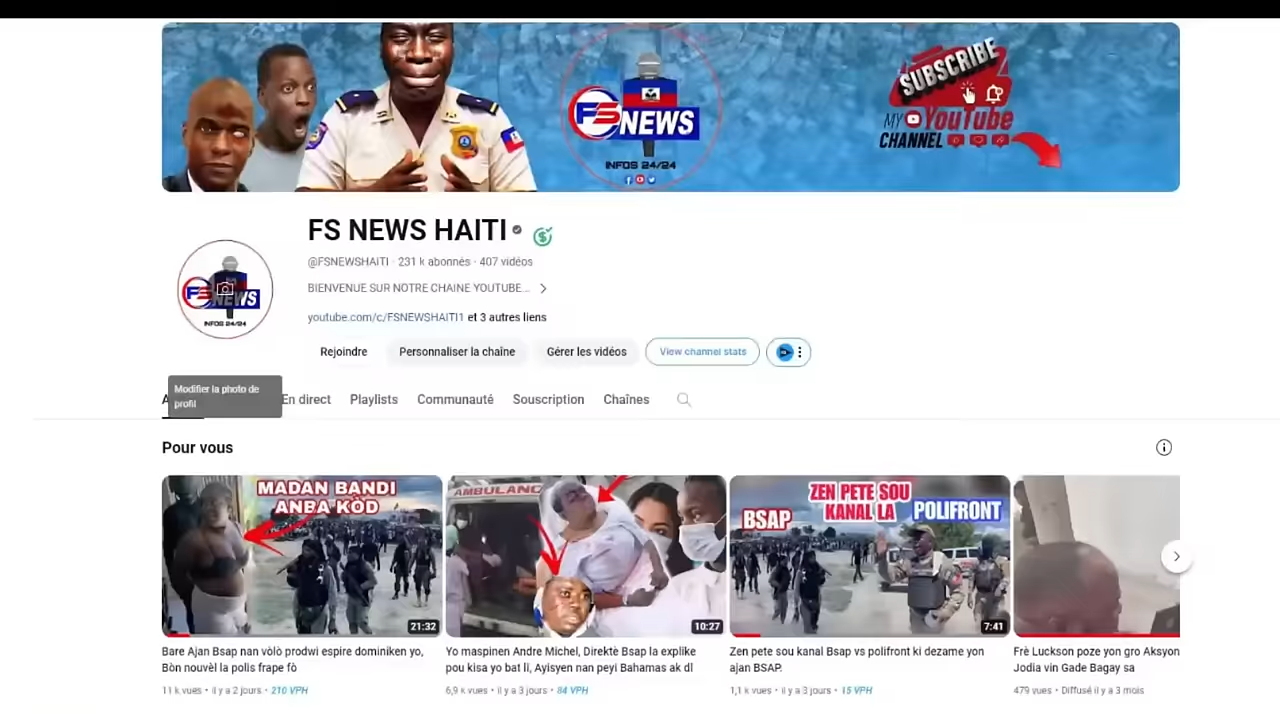 SUBSCRIBE
MY YouTube
CHANNEL
FS NEWS
INFOS 24/24
FS NEWS HAITI
@FSNEWSHAITI · 231 k abonnés · 407 vidéos
BIENVENUE SUR NOTRE CHAINE YOUTUBE...
youtube.com/c/FSNEWSHAITI1 et 3 autres liens
FS NEWS
INFOS 24/24
Rejoindre
Personnaliser la chaîne
Gérer les vidéos
View channel stats
Modifier la photo de
profil
En direct
Playlists
Communauté
Souscription
Chaînes
Pour vous
MADAN BANDI
ANBA KÒD
21:32
AMBULANC
10:27
ZEN PETE SOU
KANAL LA
BSAP
POLIFRONT
7:41
Bare Ajan Bsap nan vòlò prodwi espire dominiken yo,
Bòn nouvèl la polis frape fò
11 k vues • il y a 2 jours • 210 VPH
Yo maspinen Andre Michel, Direktè Bsap la eksplike
pou kisa yo bat li, Ayisyen nan peyi Bahamas ak dl
6,9 k vues • il y a 3 jours • 84 VPH
Zen pete sou kanal Bsap vs polifront ki dezame yon
ajan BSAP.
1,1 k vues • il y a 3 jours • 15 VPH
Frè Luckson poze yon gro Aksyon
Jodia vin Gade Bagay sa
479 vues • Diffusé il y a 3 mois